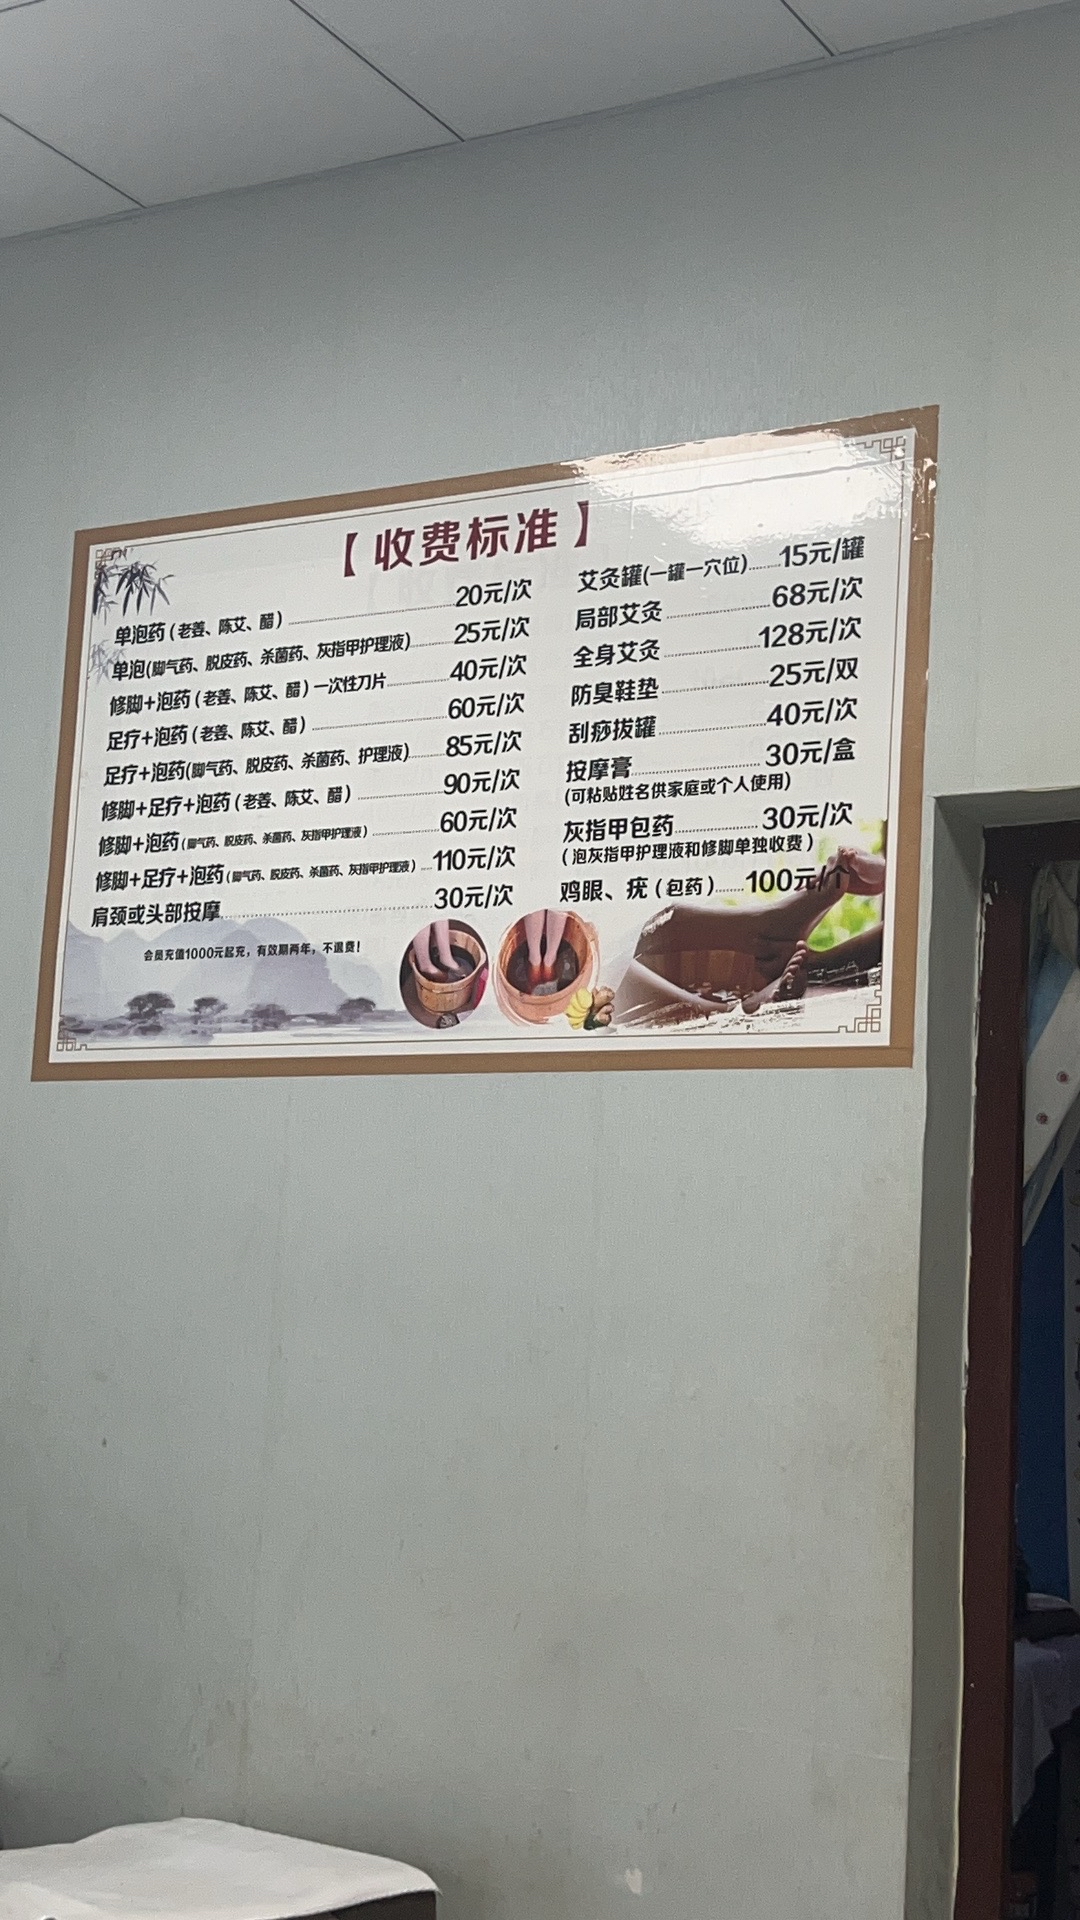 【收费标准】
单泡药（老姜、陈艾、醋）........20元/次
单泡(脚气药、脱皮药、杀菌药、灰指甲护理液)........25元/次
修脚+泡药（老姜、陈艾、醋）一次性刀片........40元/次
足疗+泡药（老姜、陈艾、醋）........60元/次
足疗+泡药(脚气药、脱皮药、杀菌药、护理液)........85元/次
修脚+足疗+泡药（老姜、陈艾、醋）........90元/次
修脚+泡药（脚气药、脱皮药、杀菌药、灰指甲护理液）........60元/次
修脚+足疗+泡药（脚气药、脱皮药、杀菌药、灰指甲护理液）....110元/次
肩颈或头部按摩........30元/次
会员充值1000元起充，有效期两年，不退费！
艾灸罐(一罐一穴位)........15元/罐
局部艾灸........68元/次
全身艾灸........128元/次
防臭鞋垫........25元/双
刮痧拔罐........40元/次
按摩膏........30元/盒
(可粘贴姓名供家庭或个人使用)
灰指甲包药........30元/次
（泡灰指甲护理液和修脚单独收费）
鸡眼、疣（包药）........100元/个